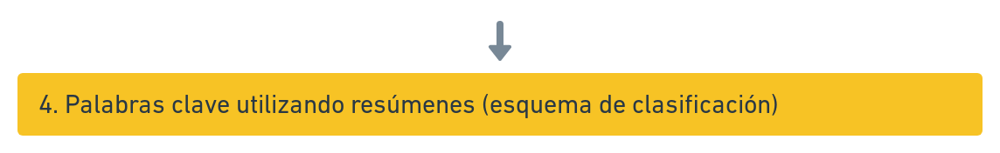 4. Palabras clave utilizando resúmenes (esquema de clasificación)